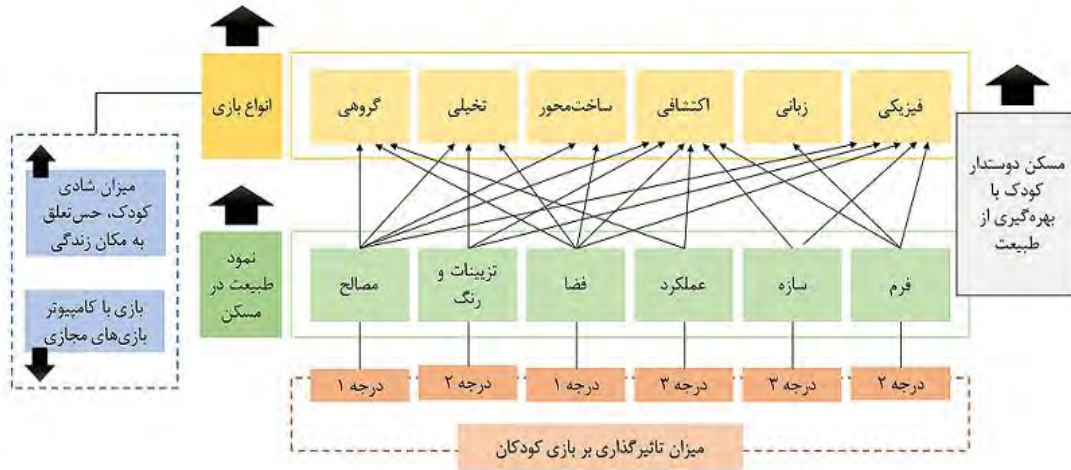 انواع بازی
گروهی
تخیلی
ساخت‌محور
اکتشافی
زبانی
فیزیکی
مسکن دوستدار
کودک با
بهره‌گیری از
طبیعت
میزان شادی
کودک، حس‌تعلق
به مکان زندگی
بازی با کامپیوتر
بازی‌های مجازی
نمود
طبیعت در
مسکن
مصالح
تزیینات و
رنگ
فضا
عملکرد
سازه
فرم
درجه ۱
درجه ۲
درجه ۱
درجه ۳
درجه ۳
درجه ۲
میزان تاثیرگذاری بر بازی کودکان